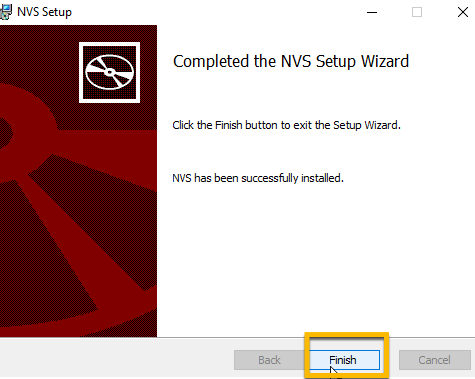 NVS Setup
Completed the NVS Setup Wizard
Click the Finish button to exit the Setup Wizard.
NVS has been successfully installed.
Back Finish Cancel